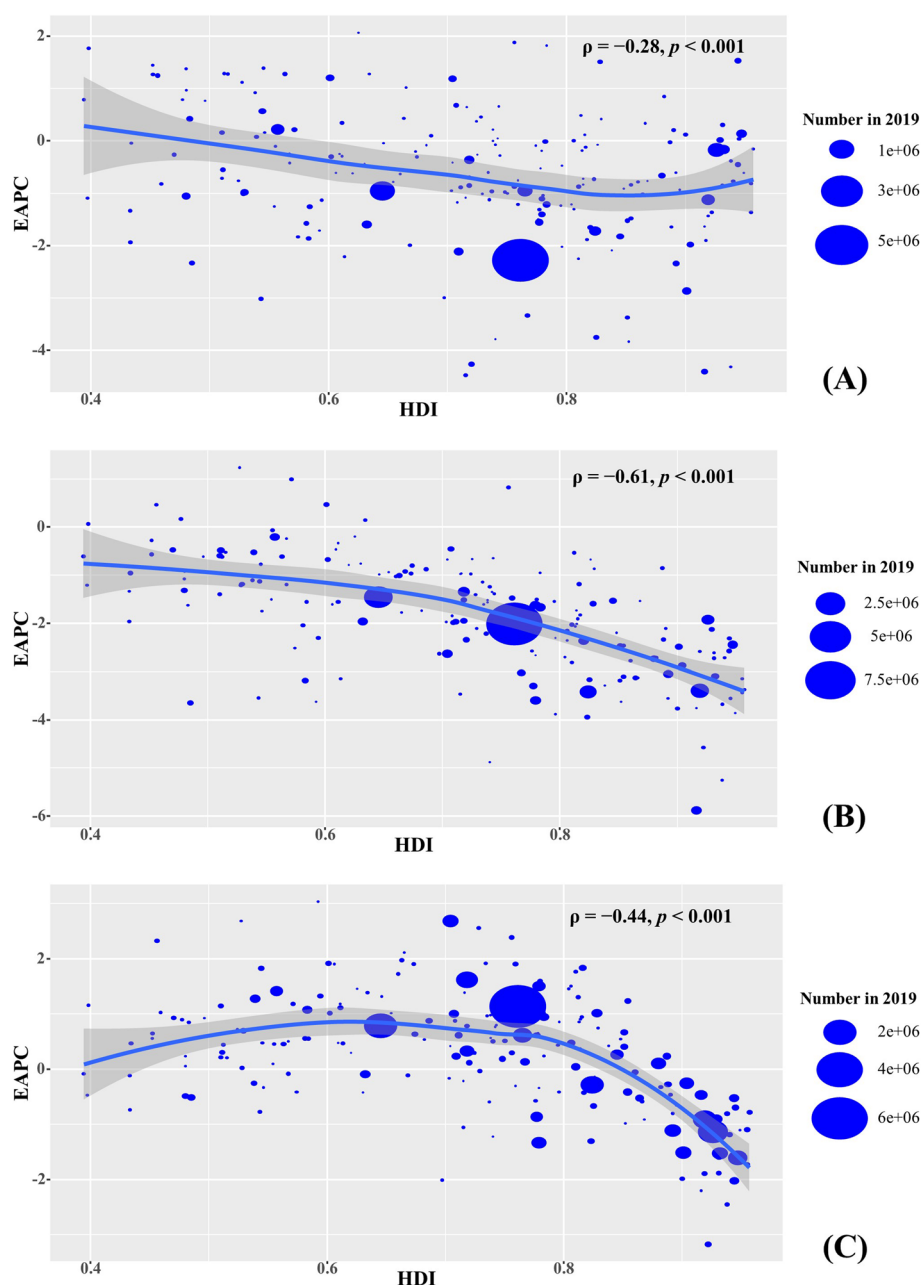 ρ = −0.28, p < 0.001
2
0
-2
-4
EAPC
0.4
0.6
0.8
HDI
Number in 2019
1e+06
3e+06
5e+06
(A)
ρ = −0.61, p < 0.001
0
-2
-4
-6
EAPC
0.4
0.6
0.8
HDI
Number in 2019
2.5e+06
5e+06
7.5e+06
(B)
ρ = −0.44, p < 0.001
2
0
-2
EAPC
0.4
0.6
0.8
HDI
Number in 2019
2e+06
4e+06
6e+06
(C)